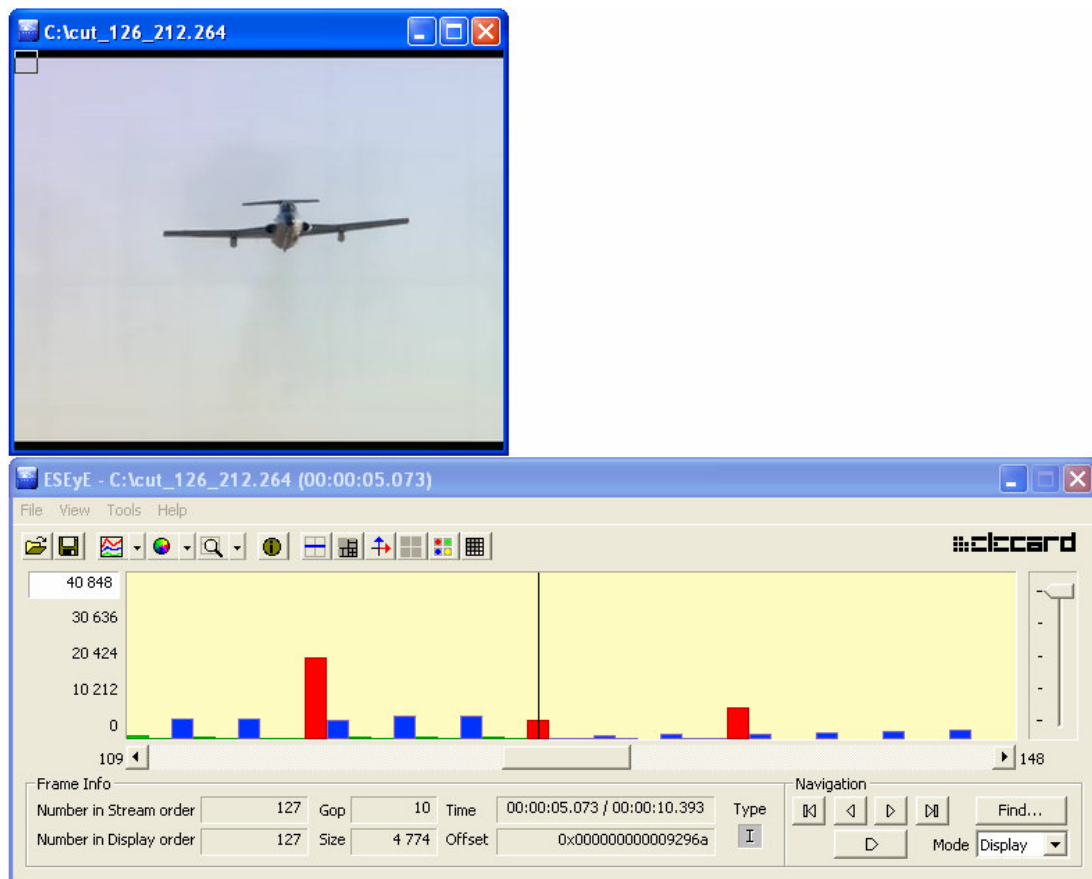 C:\cut_126_212.264
ESEyE - C:\cut_126_212.264 (00:00:05.073)
File View Tools Help
elecard
40 848
30 636
20 424
10 212
0
109 148
Frame Info Navigation
Number in Stream order 127 Gop 10 Time 00:00:05.073 / 00:00:10.393 Type Find...
Number in Display order 127 Size 4 774 Offset 0x000000000009296a I Mode Display